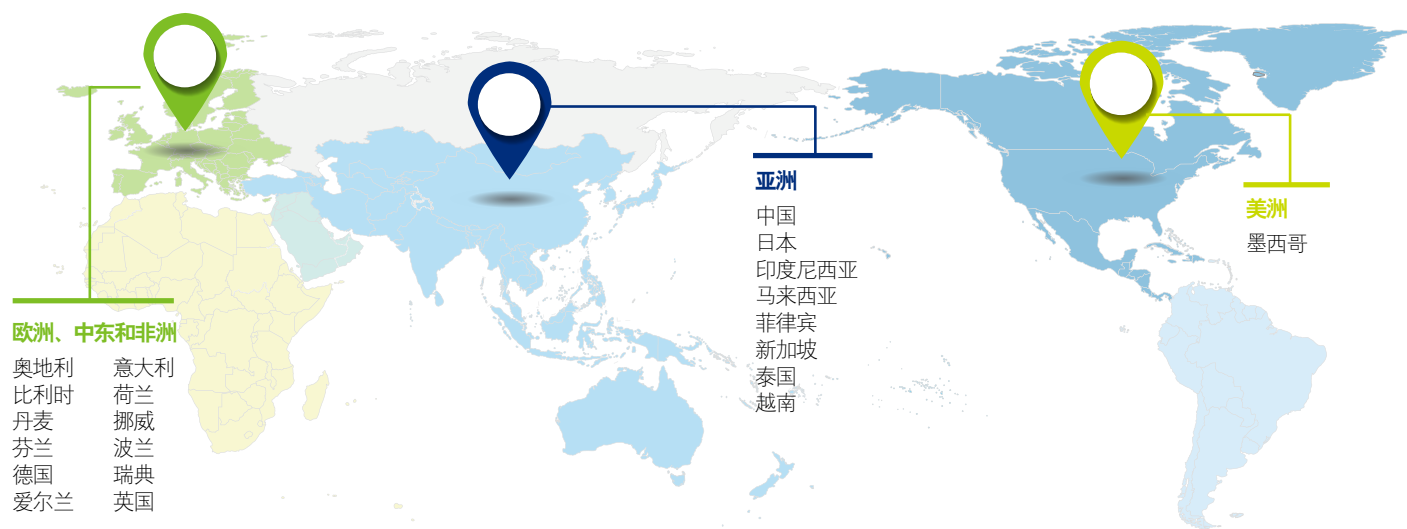 欧洲、中东和非洲
奥地利
比利时
丹麦
芬兰
德国
爱尔兰
意大利
荷兰
挪威
波兰
瑞典
英国
亚洲
中国
日本
印度尼西亚
马来西亚
菲律宾
新加坡
泰国
越南
美洲
墨西哥